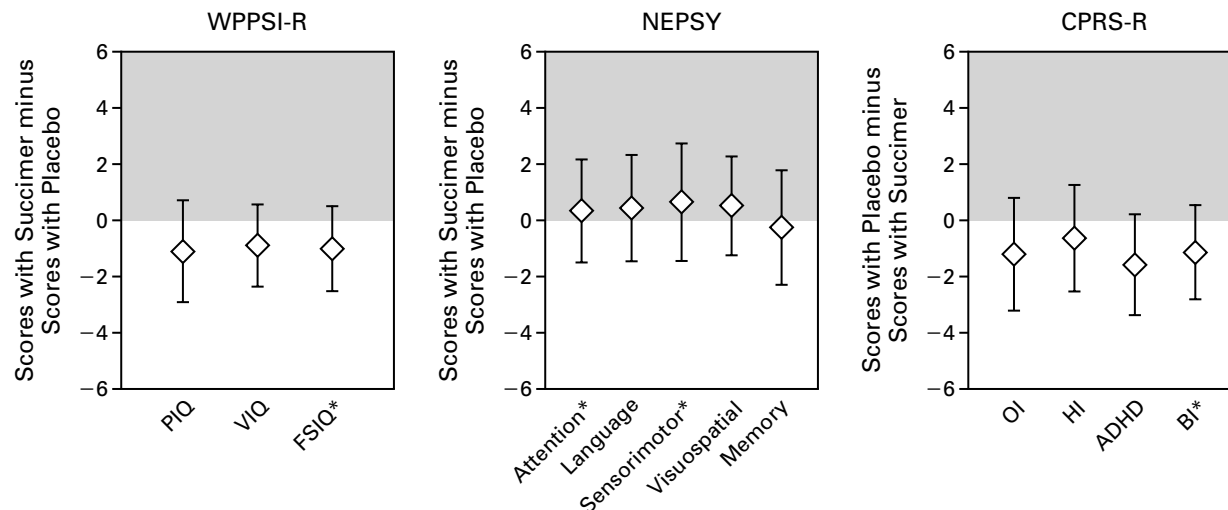 WPPSI-R
Scores with Succimer minus
Scores with Placebo
6
4
2
0
−2
−4
−6
PIQ
VIQ
FSIQ*
NEPSY
Scores with Succimer minus
Scores with Placebo
6
4
2
0
−2
−4
−6
Attention*
Language
Sensorimotor*
Visuospatial
Memory
CPRS-R
Scores with Placebo minus
Scores with Succimer
6
4
2
0
−2
−4
−6
OI
HI
ADHD
BI*